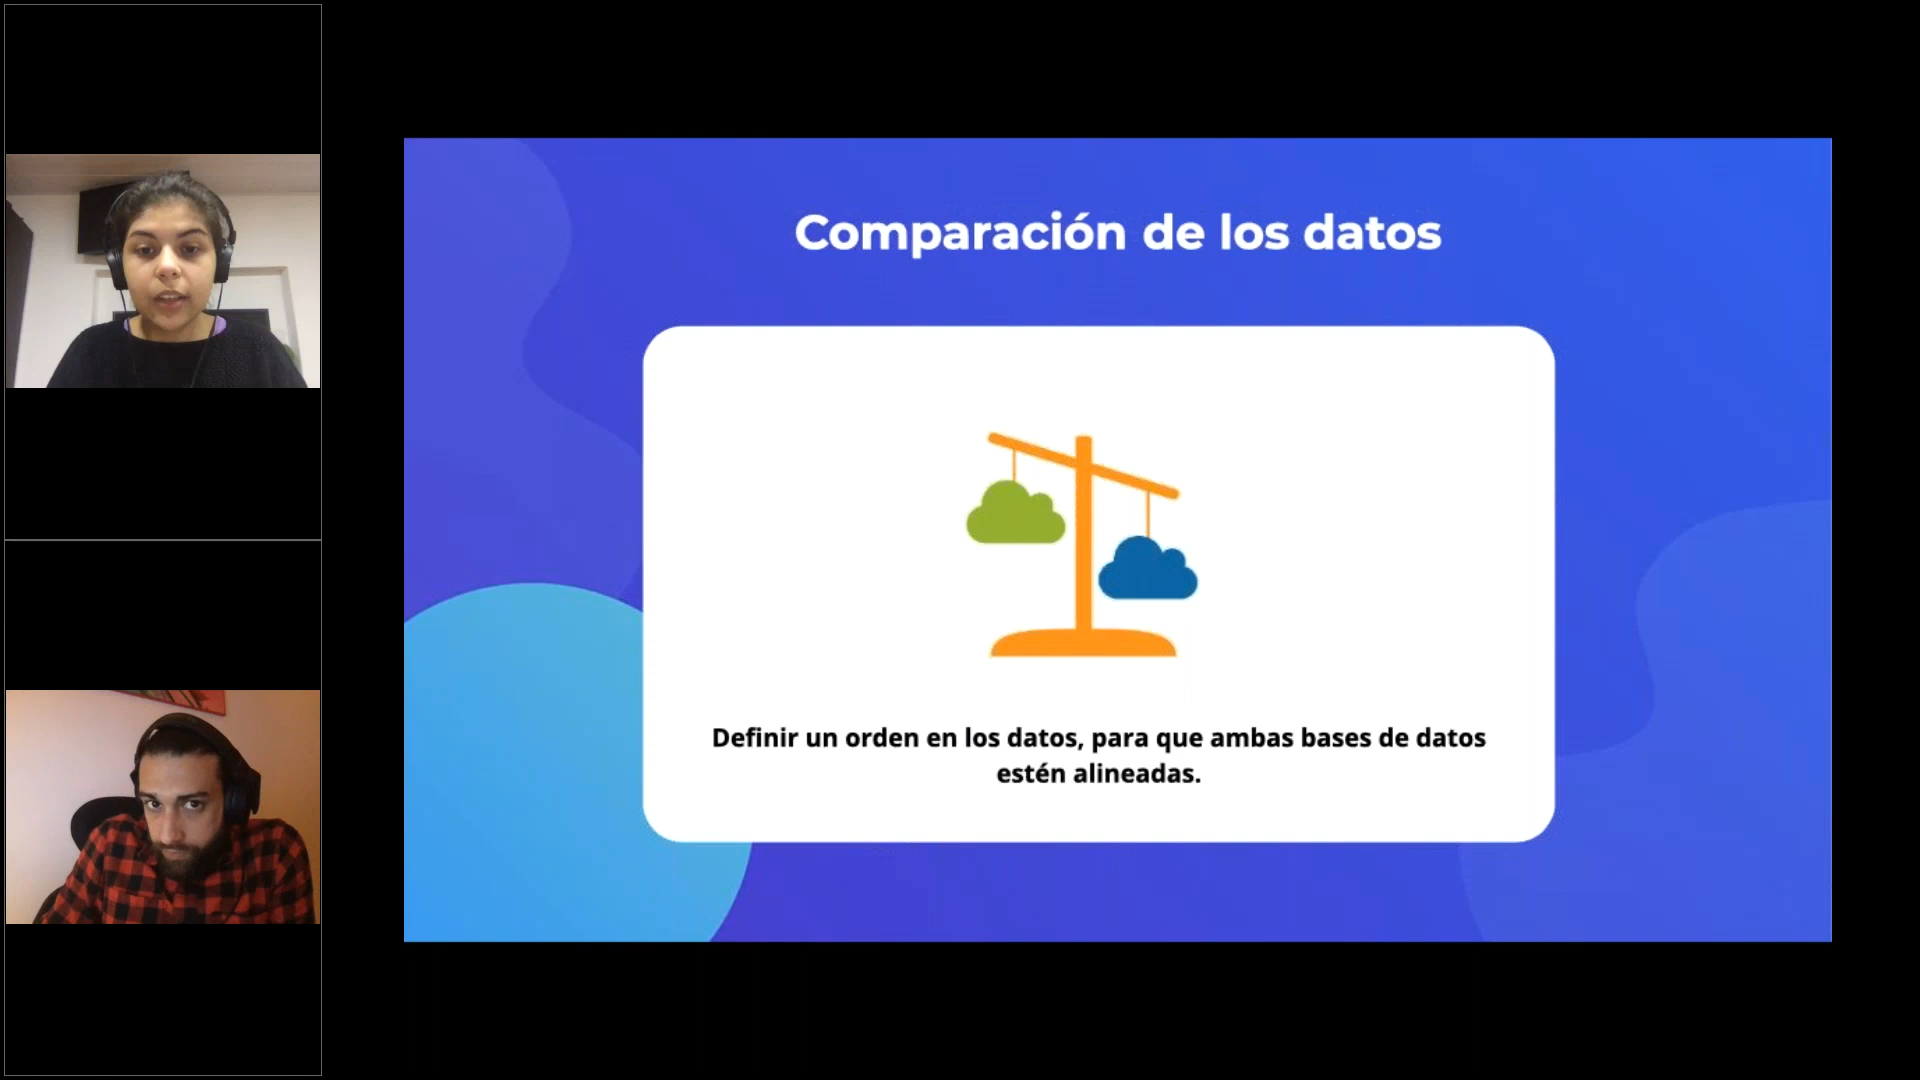 Comparación de los datos
Definir un orden en los datos, para que ambas bases de datos
estén alineadas.